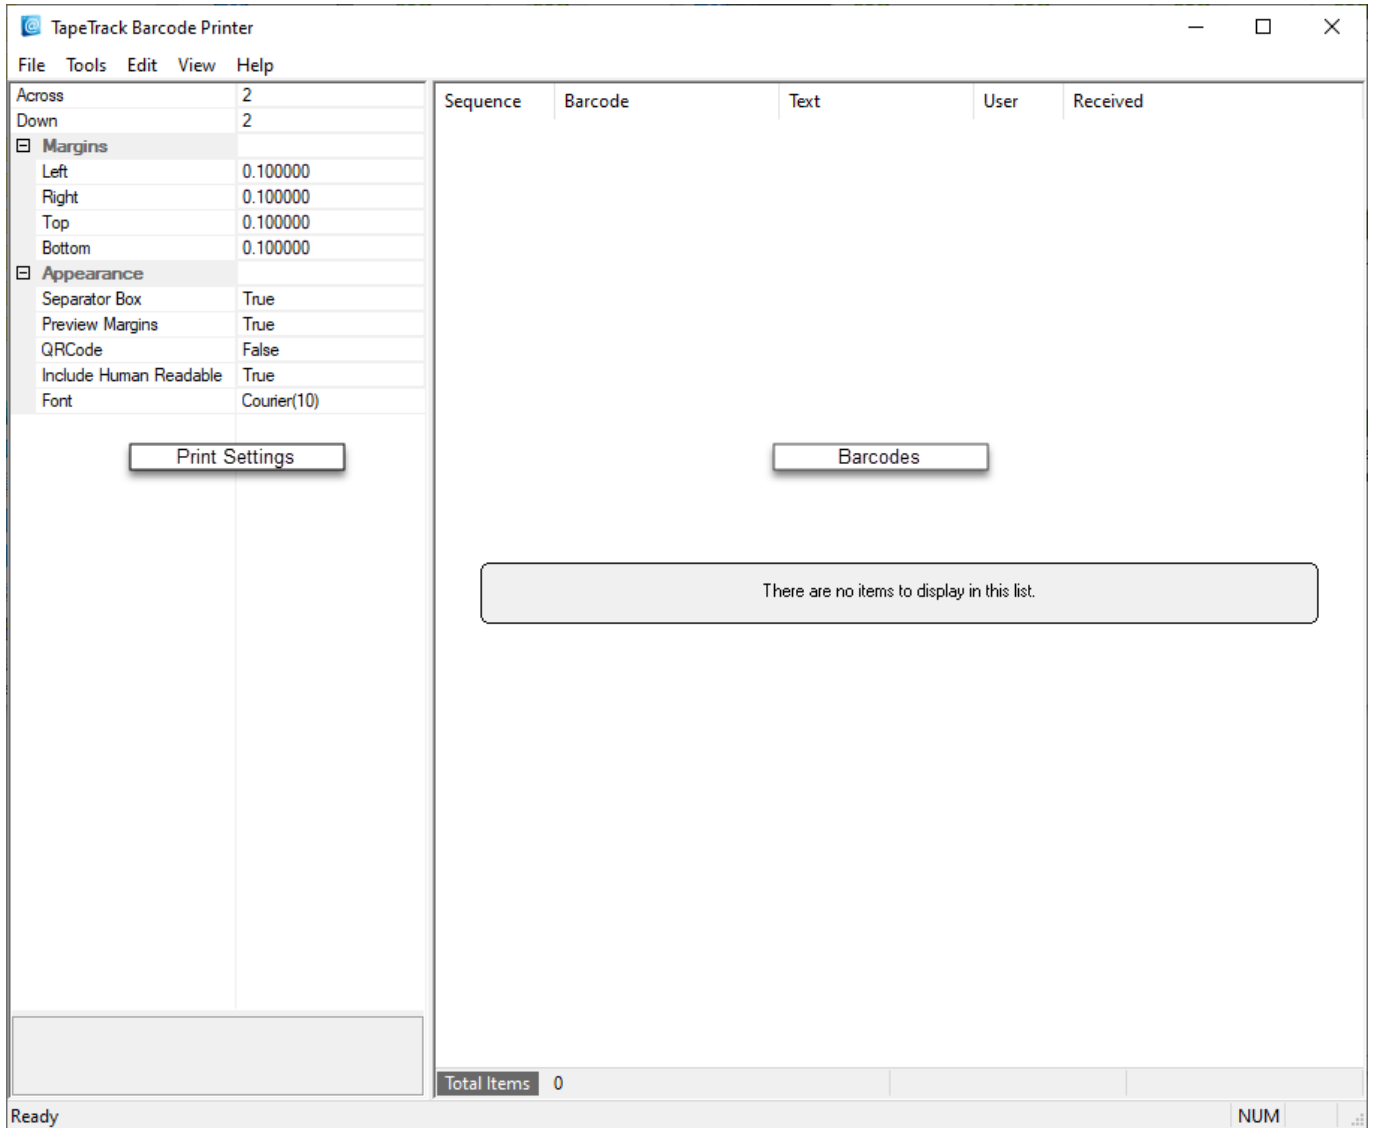 TapeTrack Barcode Printer
File Tools Edit View Help
Across 2
Down 2
Margins
Left 0.100000
Right 0.100000
Top 0.100000
Bottom 0.100000
Appearance
Separator Box True
Preview Margins True
QRCode False
Include Human Readable True
Font Courier(10)
Print Settings
Sequence Barcode Text User Received
Barcodes
There are no items to display in this list.
Total Items 0
Ready NUM